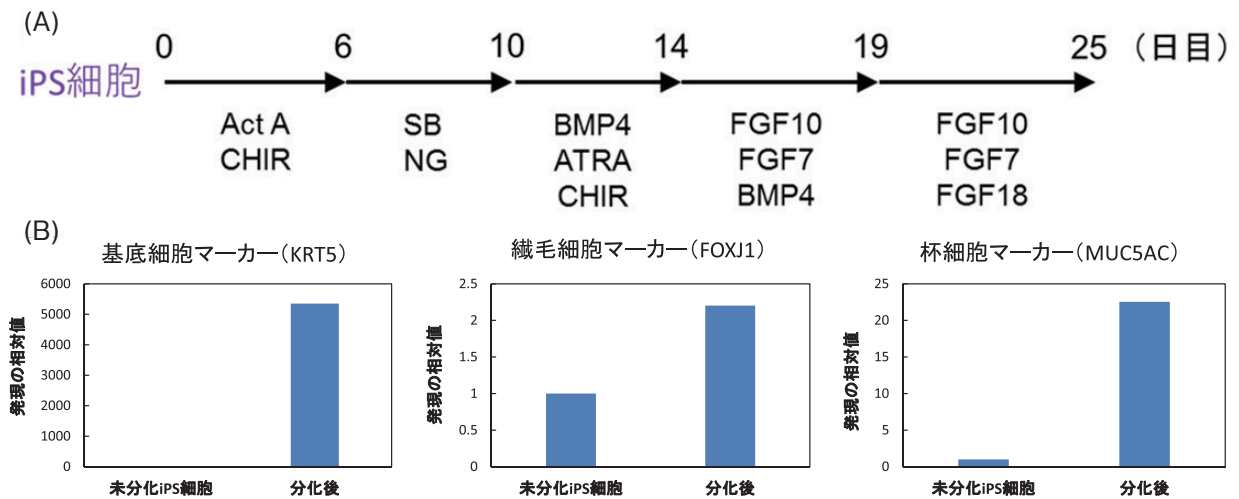 (A)
0 6 10 14 19 25 (日目)
iPS細胞
Act A SB BMP4 FGF10 FGF10
CHIR NG ATRA FGF7 FGF7
CHIR BMP4 FGF18
(B)
基底細胞マーカー(KRT5)
発現の相対値
6000
5000
4000
3000
2000
1000
0
未分化iPS細胞 分化後
繊毛細胞マーカー(FOXJ1)
発現の相対値
2.5
2
1.5
1
0.5
0
未分化iPS細胞 分化後
杯細胞マーカー(MUC5AC)
発現の相対値
25
20
15
10
5
0
未分化iPS細胞 分化後